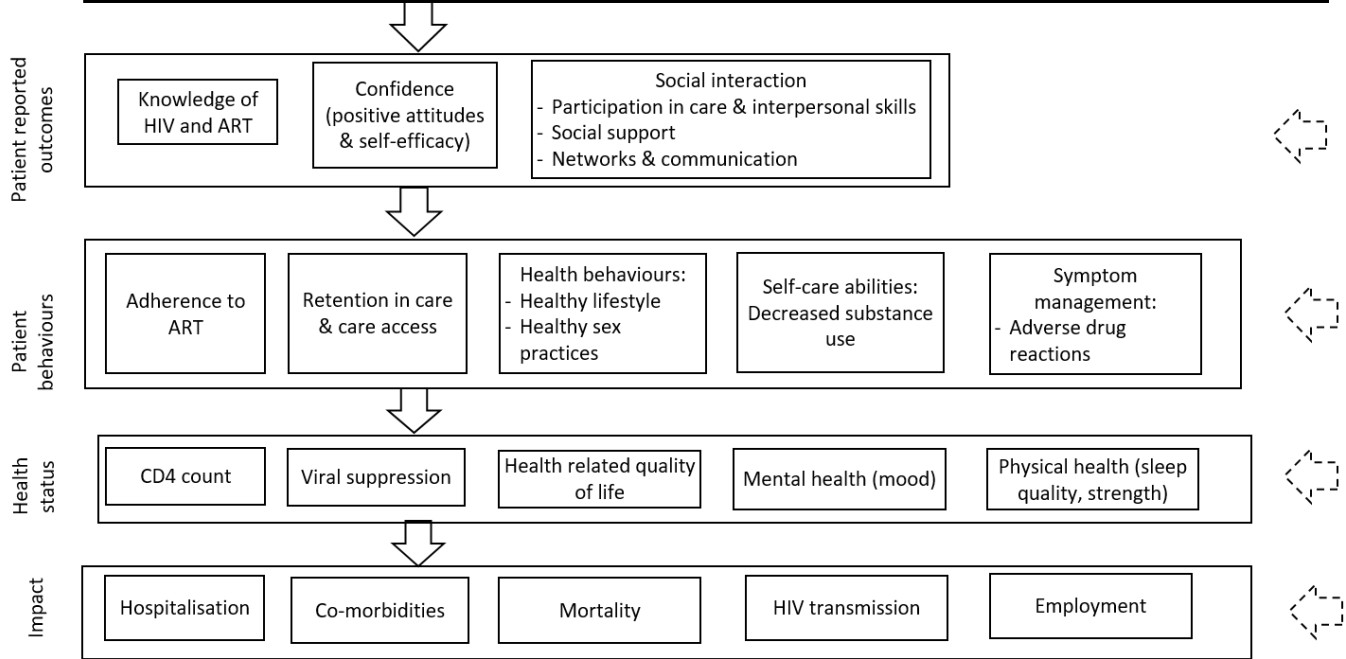 Patient reported
outcomes
Knowledge of
HIV and ART
Confidence
(positive attitudes
& self-efficacy)
Social interaction
- Participation in care & interpersonal skills
- Social support
- Networks & communication
Patient
behaviours
Adherence to
ART
Retention in care
& care access
Health behaviours:
- Healthy lifestyle
- Healthy sex
practices
Self-care abilities:
Decreased substance
use
Symptom
management:
- Adverse drug
reactions
Health
status
CD4 count
Viral suppression
Health related quality
of life
Mental health (mood)
Physical health (sleep
quality, strength)
Impact
Hospitalisation
Co-morbidities
Mortality
HIV transmission
Employment